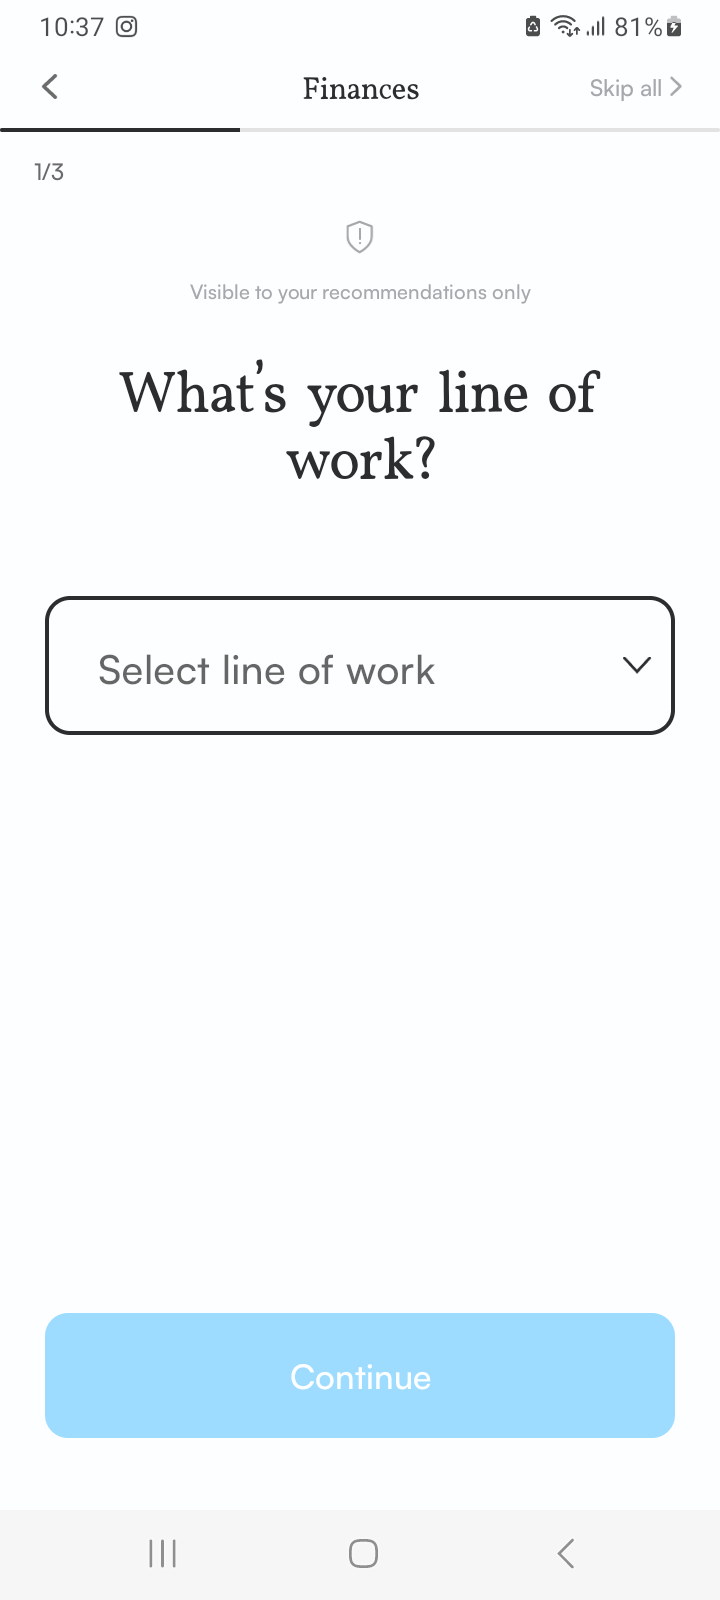 10:37 81%
Finances Skip all
1/3
Visible to your recommendations only
What's your line of
work?
Select line of work
Continue